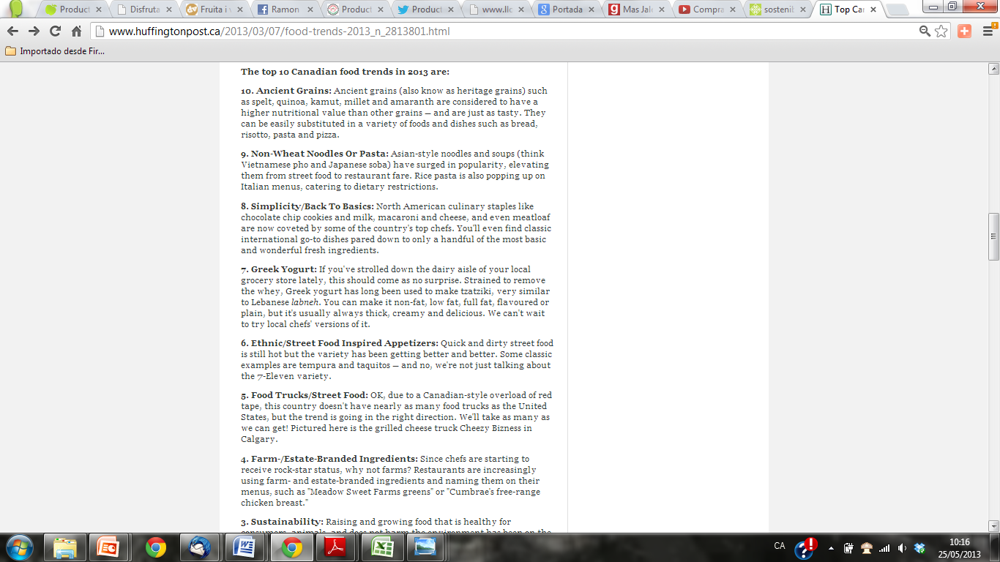 Product
Disfruta
Fruita i v
Ramon
Product
Product
www.llo
Portada
Mas Jal
Compra
sostenib
Top Car
www.huffingtonpost.ca/2013/03/07/food-trends-2013_n_2813801.html
Importado desde Fir...
The top 10 Canadian food trends in 2013 are:
10. Ancient Grains: Ancient grains (also know as heritage grains) such
as spelt, quinoa, kamut, millet and amaranth are considered to have a
higher nutritional value than other grains — and are just as tasty. They
can be easily substituted in a variety of foods and dishes such as bread,
risotto, pasta and pizza.
9. Non-Wheat Noodles Or Pasta: Asian-style noodles and soups (think
Vietnamese pho and Japanese soba) have surged in popularity, elevating
them from street food to restaurant fare. Rice pasta is also popping up on
Italian menus, catering to dietary restrictions.
8. Simplicity/Back To Basics: North American culinary staples like
chocolate chip cookies and milk, macaroni and cheese, and even meatloaf
are now coveted by some of the country's top chefs. You'll even find classic
international go-to dishes pared down to only a handful of the most basic
and wonderful fresh ingredients.
7. Greek Yogurt: If you've strolled down the dairy aisle of your local
grocery store lately, this should come as no surprise. Strained to remove
the whey, Greek yogurt has long been used to make tzatziki, very similar
to Lebanese labneh. You can make it non-fat, low fat, full fat, flavoured or
plain, but it's usually always thick, creamy and delicious. We can't wait
to try local chefs' versions of it.
6. Ethnic/Street Food Inspired Appetizers: Quick and dirty street food
is still hot but the variety has been getting better and better. Some classic
examples are tempura and taquitos — and no, we're not just talking about
the 7-Eleven variety.
5. Food Trucks/Street Food: OK, due to a Canadian-style overload of red
tape, this country doesn't have nearly as many food trucks as the United
States, but the trend is going in the right direction. We'll take as many as
we can get! Pictured here is the grilled cheese truck Cheezy Bizness in
Calgary.
4. Farm-/Estate-Branded Ingredients: Since chefs are starting to
receive rock-star status, why not farms? Restaurants are increasingly
using farm- and estate-branded ingredients and naming them on their
menus, such as "Meadow Sweet Farms greens" or "Cumbrae's free-range
chicken breast."
3. Sustainability: Raising and growing food that is healthy for
consumers, animals, and does not harm the environment has been on the
CA
10:16
25/05/2013